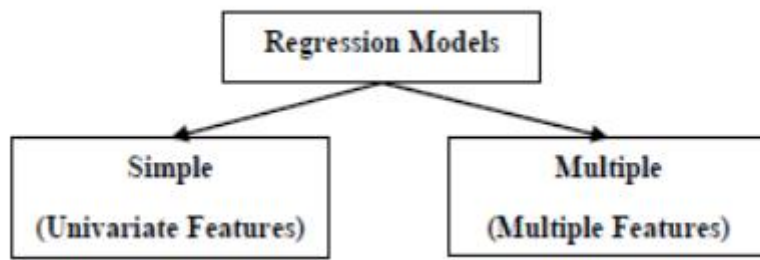 Regression Models
Simple
(Univariate Features)
Multiple
(Multiple Features)